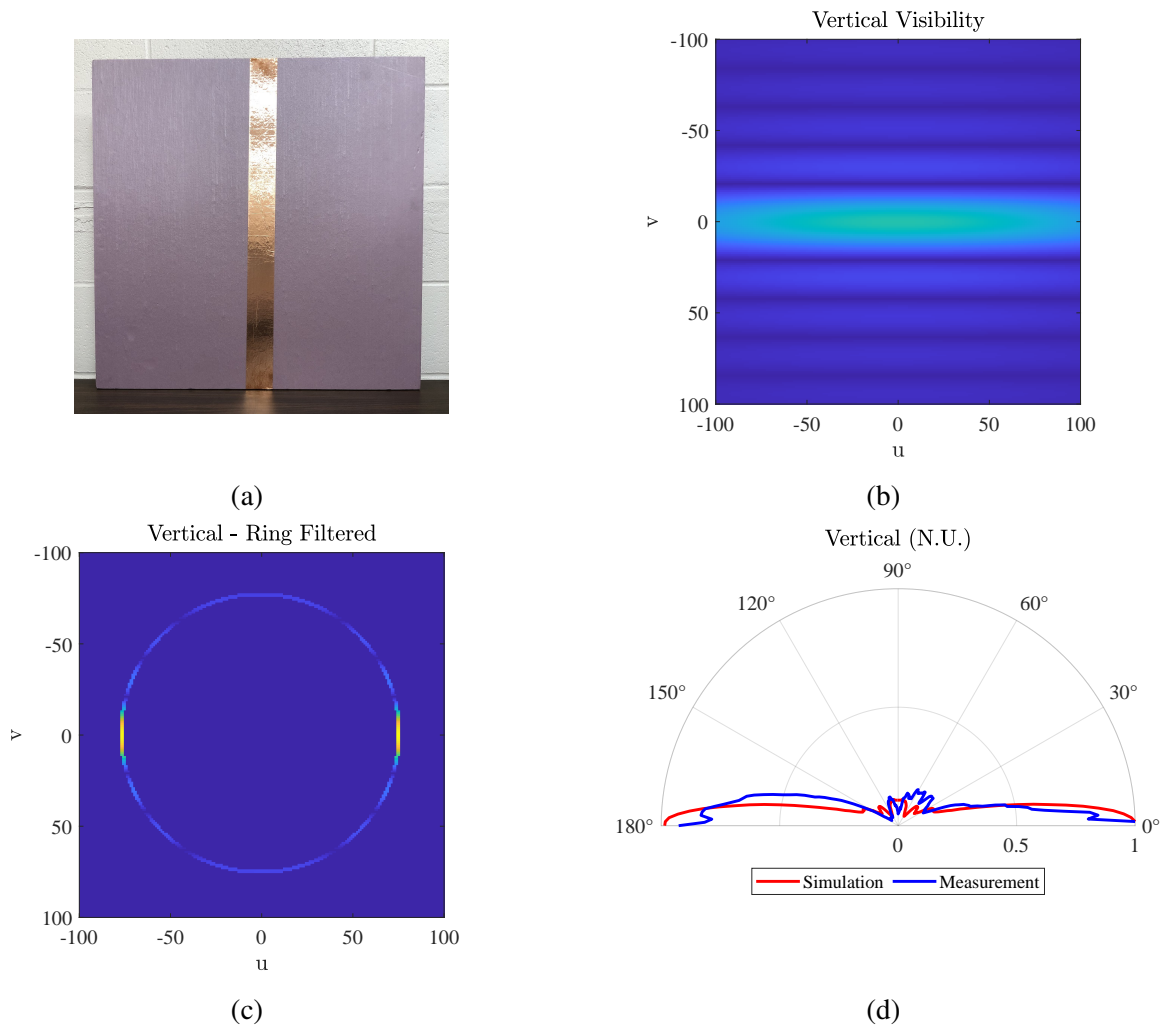 Vertical Visibility
-100
-50
0
50
100
v
-100 -50 0 50 100
u
(a)
(b)
Vertical - Ring Filtered
-100
-50
0
50
100
v
-100 -50 0 50 100
u
(c)
Vertical (N.U.)
90°
120° 60°
150° 30°
180° 0°
0 0.5 1
Simulation Measurement
(d)